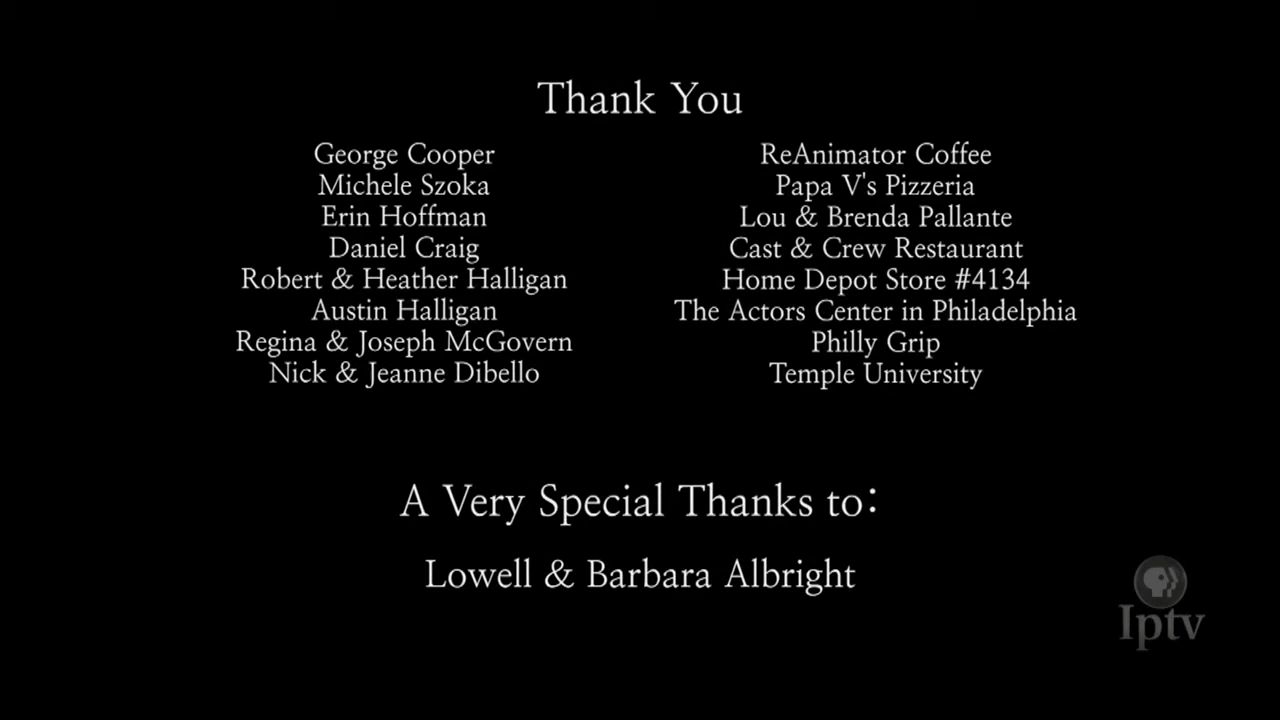 Thank You
George Cooper
Michele Szoka
Erin Hoffman
Daniel Craig
Robert & Heather Halligan
Austin Halligan
Regina & Joseph McGovern
Nick & Jeanne Dibello
ReAnimator Coffee
Papa V's Pizzeria
Lou & Brenda Pallante
Cast & Crew Restaurant
Home Depot Store #4134
The Actors Center in Philadelphia
Philly Grip
Temple University
A Very Special Thanks to:
Lowell & Barbara Albright
Iptv